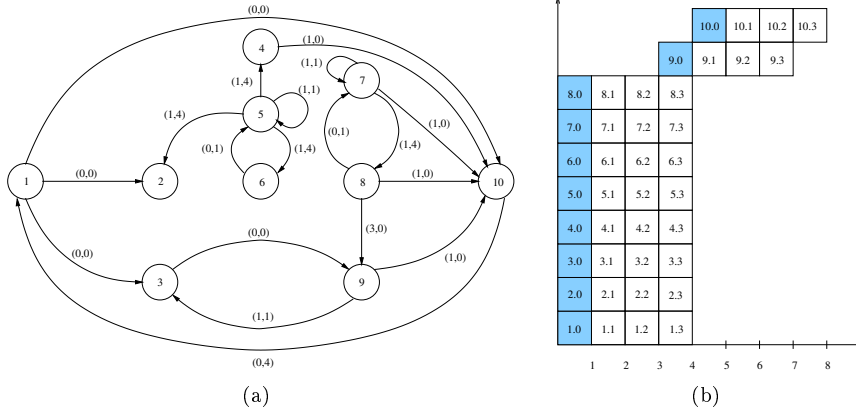 (0,0)
4
(1,0)
(1,1)
7
(1,4)
(1,1)
5
(1,4)
(1,0)
(0,1)
(0,1)
(1,4)
(1,4)
1
(0,0)
2
6
8
(1,0)
10
(3,0)
(0,0)
(0,0)
3
9
(1,0)
(1,1)
(0,4)
(a)
10.0 10.1 10.2 10.3
9.0 9.1 9.2 9.3
8.0 8.1 8.2 8.3
7.0 7.1 7.2 7.3
6.0 6.1 6.2 6.3
5.0 5.1 5.2 5.3
4.0 4.1 4.2 4.3
3.0 3.1 3.2 3.3
2.0 2.1 2.2 2.3
1.0 1.1 1.2 1.3
1 2 3 4 5 6 7 8
(b)